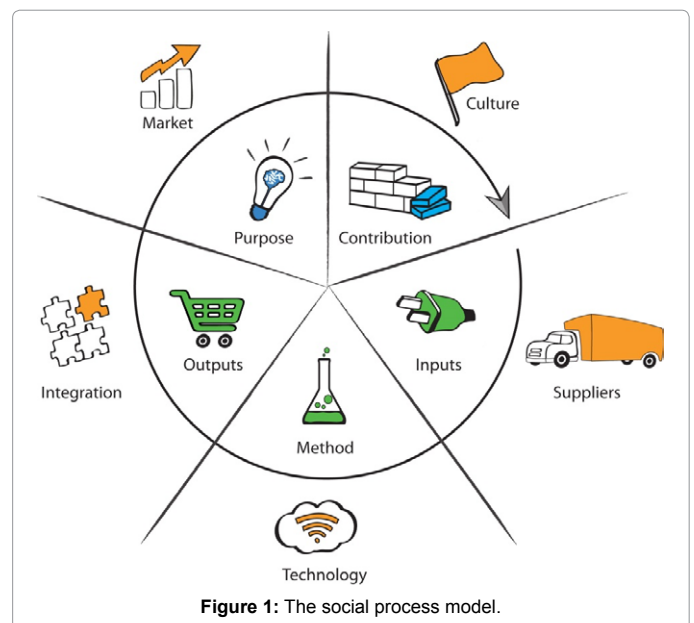 Market
Culture
Purpose
Contribution
Integration
Outputs
Inputs
Suppliers
Method
Technology
Figure 1: The social process model.